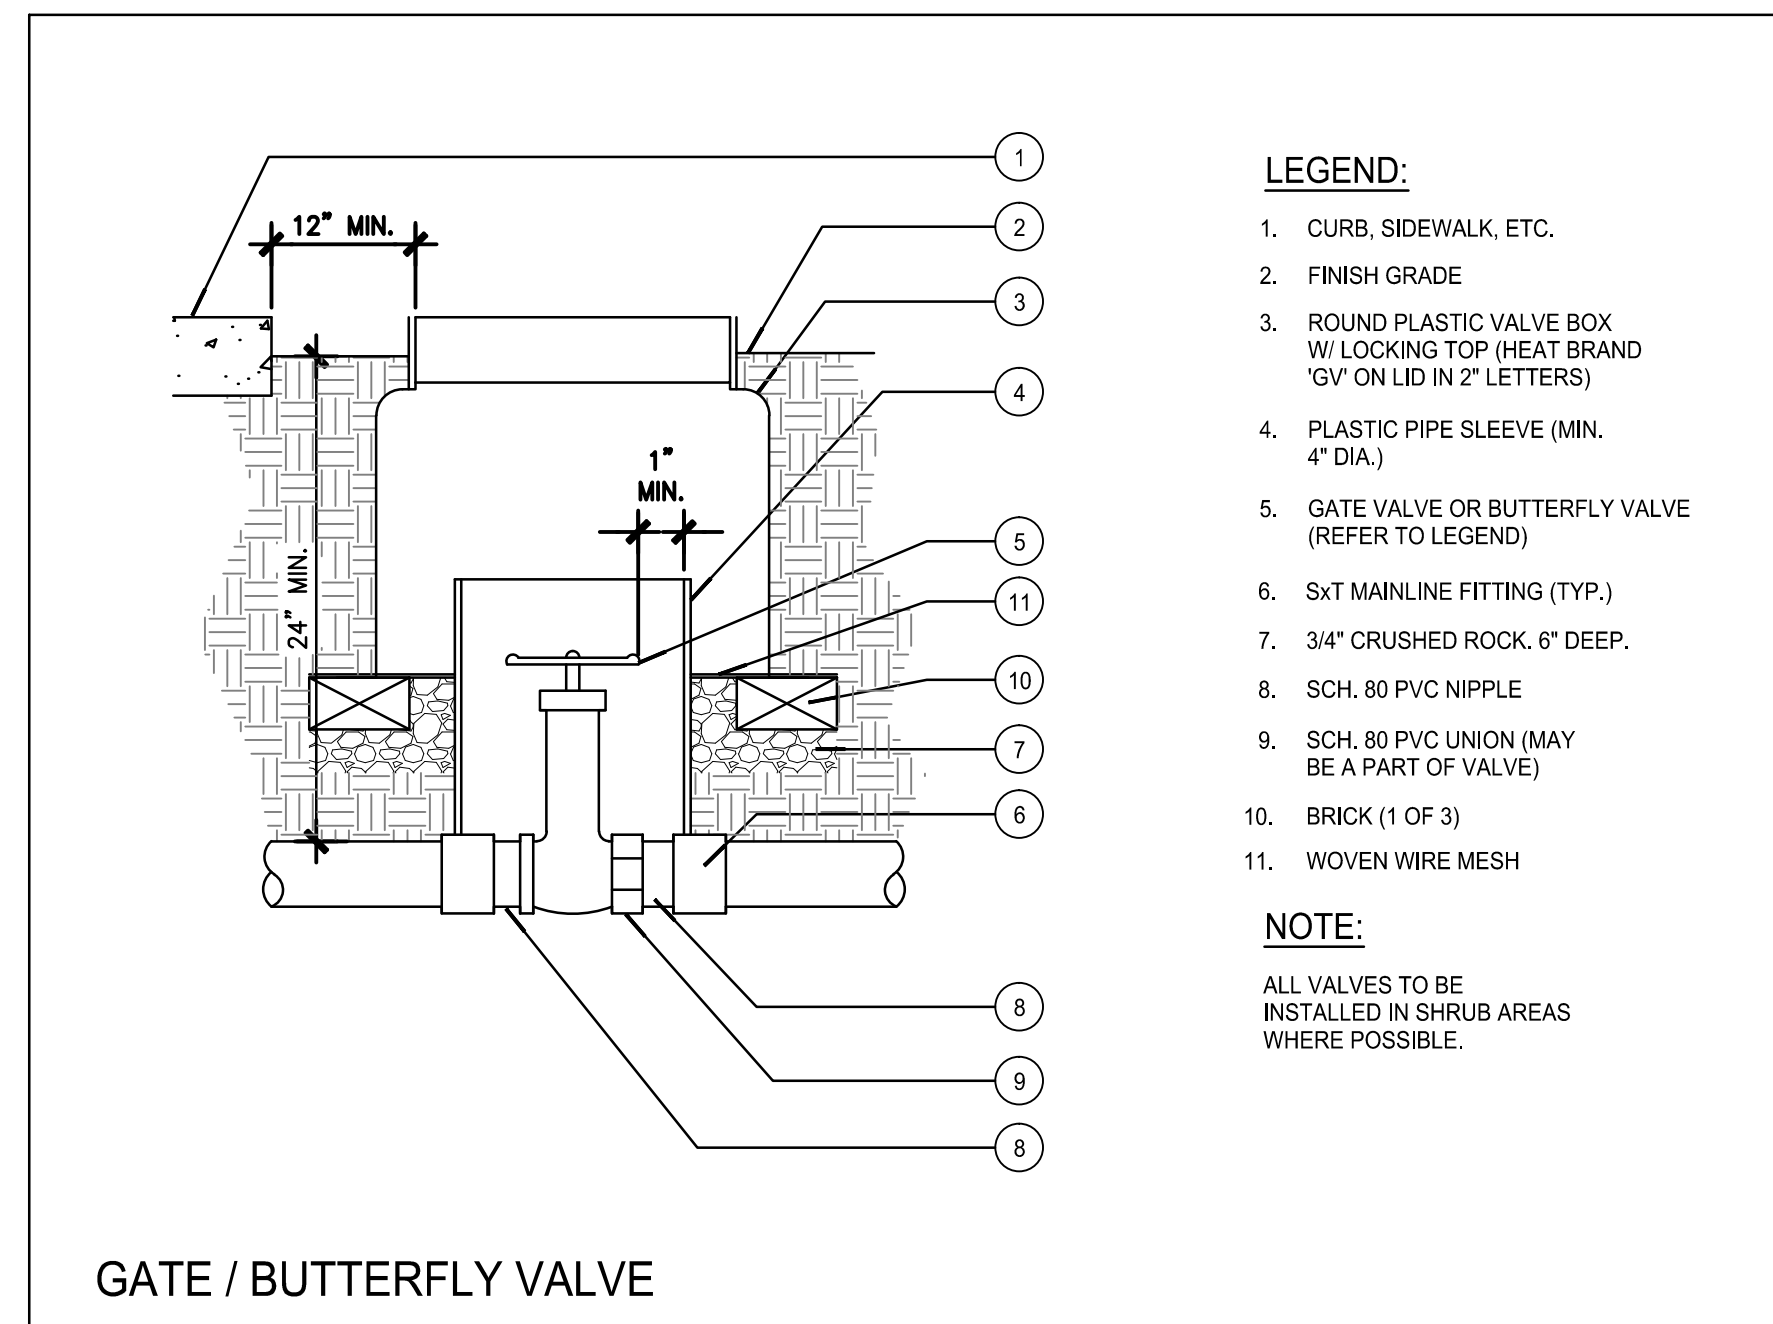 1
12” MIN.
2
3
4
1”
MIN.
5
24” MIN.
11
10
7
6
8
9
8
LEGEND:
1. CURB, SIDEWALK, ETC.
2. FINISH GRADE
3. ROUND PLASTIC VALVE BOX
W/ LOCKING TOP (HEAT BRAND
'GV' ON LID IN 2" LETTERS)
4. PLASTIC PIPE SLEEVE (MIN.
4" DIA.)
5. GATE VALVE OR BUTTERFLY VALVE
(REFER TO LEGEND)
6. SxT MAINLINE FITTING (TYP.)
7. 3/4" CRUSHED ROCK. 6" DEEP.
8. SCH. 80 PVC NIPPLE
9. SCH. 80 PVC UNION (MAY
BE A PART OF VALVE)
10. BRICK (1 OF 3)
11. WOVEN WIRE MESH
NOTE:
ALL VALVES TO BE
INSTALLED IN SHRUB AREAS
WHERE POSSIBLE.
GATE / BUTTERFLY VALVE